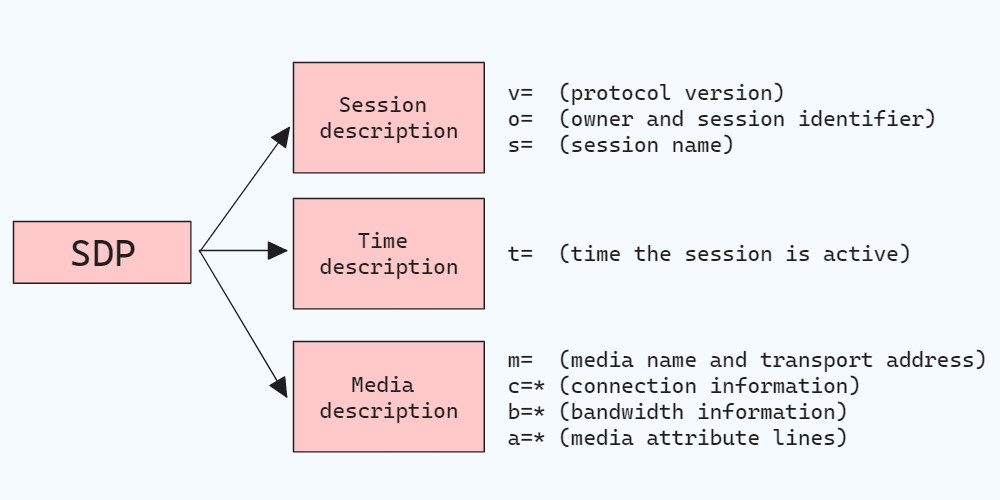 SDP
Session
description
v= (protocol version)
o= (owner and session identifier)
s= (session name)
Time
description
t= (time the session is active)
Media
description
m= (media name and transport address)
c=* (connection information)
b=* (bandwidth information)
a=* (media attribute lines)